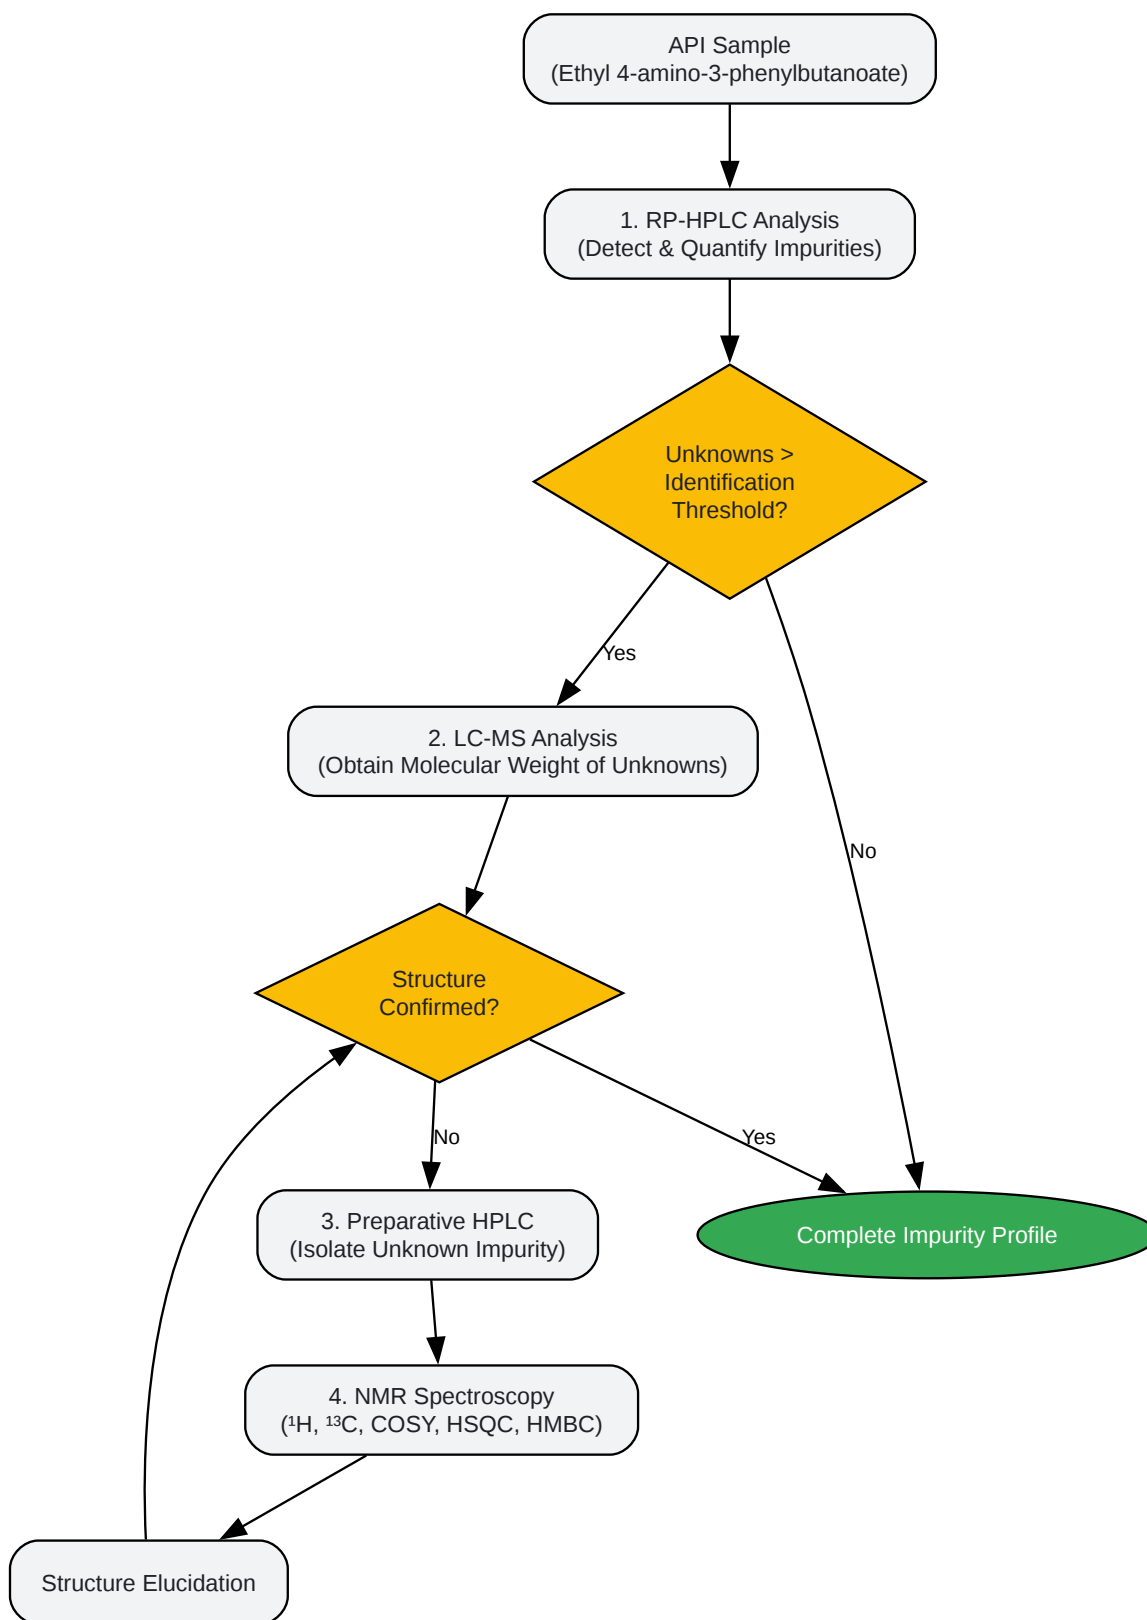 API Sample
(Ethyl 4-amino-3-phenylbutanoate)
1. RP-HPLC Analysis
(Detect & Quantify Impurities)
Unknowns >
Identification
Threshold?
Yes
2. LC-MS Analysis
(Obtain Molecular Weight of Unknowns)
No
Structure
Confirmed?
No
Yes
3. Preparative HPLC
(Isolate Unknown Impurity)
Complete Impurity Profile
4. NMR Spectroscopy
(¹H, ¹³C, COSY, HSQC, HMBC)
Structure Elucidation